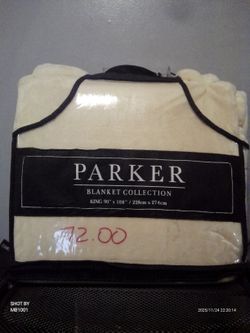 PARKER
BLANKET COLLECTION
KING 90" x 108" / 228cm x 274cm
72.00
SHOT BY
MB1001
2025/11/24 22:20:14